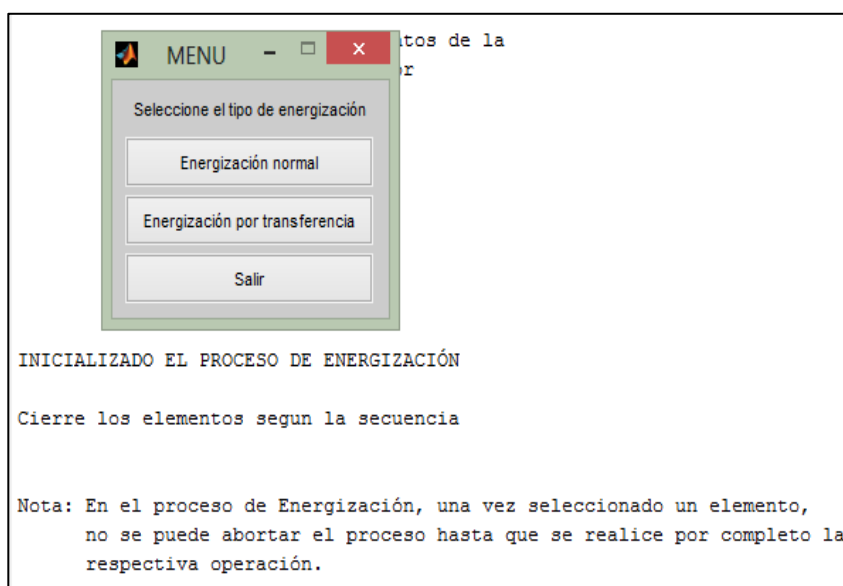 MENU
tos de la
r
Seleccione el tipo de energización
Energización normal
Energización por transferencia
Salir
INICIALIZADO EL PROCESO DE ENERGIZACIÓN
Cierre los elementos segun la secuencia
Nota: En el proceso de Energización, una vez seleccionado un elemento,
no se puede abortar el proceso hasta que se realice por completo la
respectiva operación.